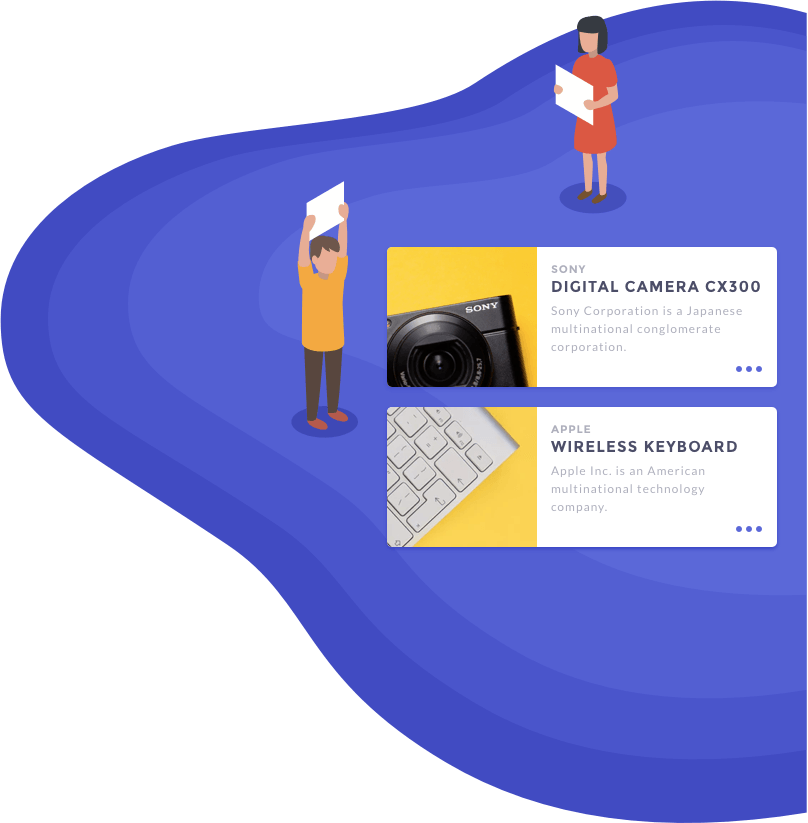 SONY
DIGITAL CAMERA CX300
Sony Corporation is a Japanese
multinational conglomerate
corporation.
SONY
APPLE
WIRELESS KEYBOARD
Apple Inc. is an American
multinational technology
company.